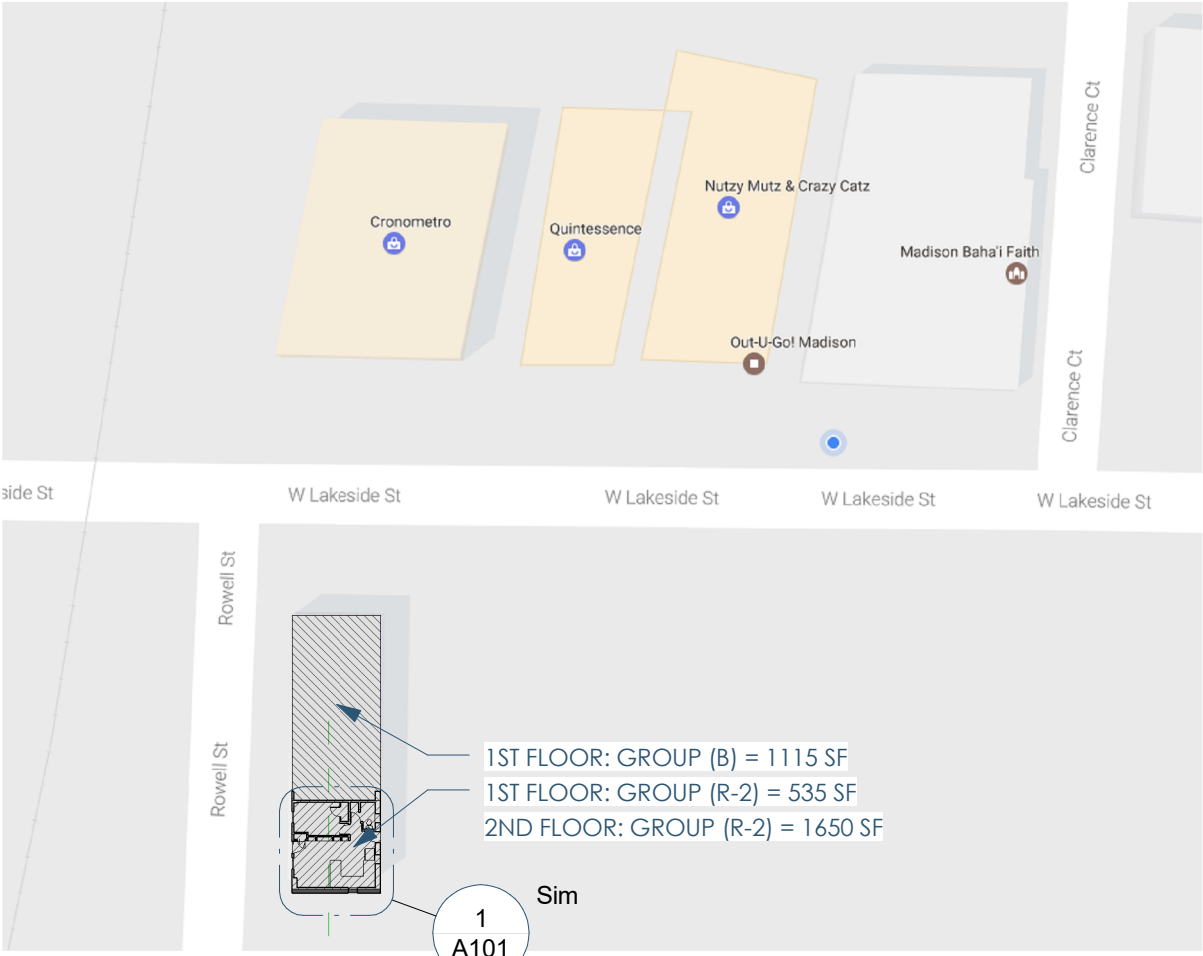 Clarence Ct
Nutzy Mutz & Crazy Catz
Cronometro
Quintessence
Madison Baha'i Faith
Out-U-Go! Madison
Clarence Ct
side St
W Lakeside St
W Lakeside St
W Lakeside St
W Lakeside St
Rowell St
Rowell St
1ST FLOOR: GROUP (B) = 1115 SF
1ST FLOOR: GROUP (R-2) = 535 SF
2ND FLOOR: GROUP (R-2) = 1650 SF
Sim
1
A101